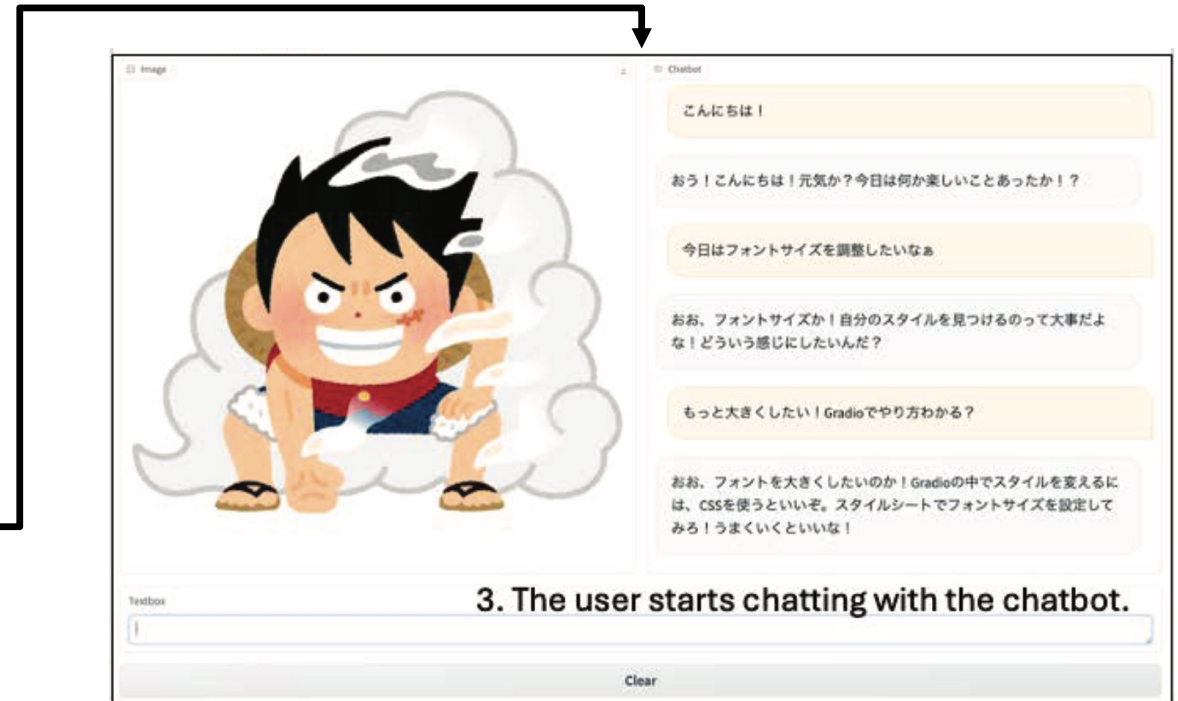 Image
Chatbot
こんにちは！
おう！こんにちは！元気か？今日は何か楽しいことあったか！？
今日はフォントサイズを調整したいなぁ
おお、フォントサイズか！自分のスタイルを見つけるのって大事だよ
な！どういう感じにしたいんだ？
もっと大きくしたい！Gradioでやり方わかる？
おお、フォントを大きくしたいのか！Gradioの中でスタイルを変えるに
は、CSSを使うといいぞ。スタイルシートでフォントサイズを設定して
みろ！うまくいくといいな！
Textbox
3. The user starts chatting with the chatbot.
Clear